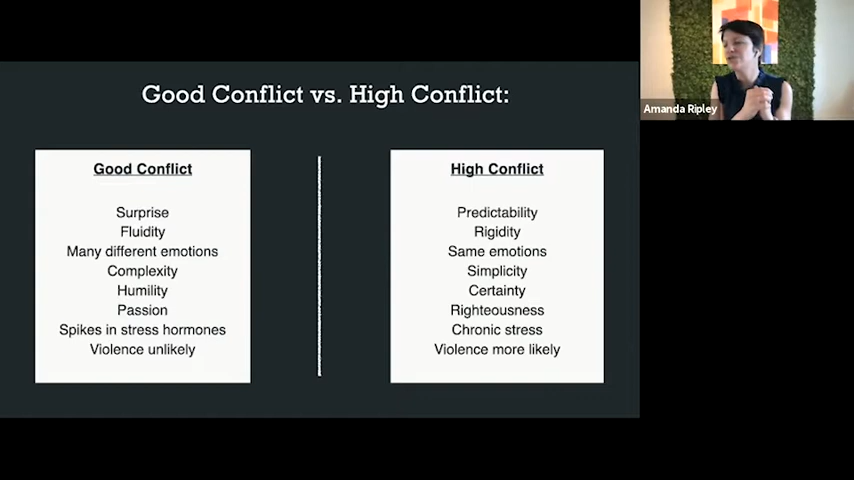 Good Conflict vs. High Conflict:
Good Conflict
Surprise
Fluidity
Many different emotions
Complexity
Humility
Passion
Spikes in stress hormones
Violence unlikely
High Conflict
Predictability
Rigidity
Same emotions
Simplicity
Certainty
Righteousness
Chronic stress
Violence more likely
Amanda Ripley